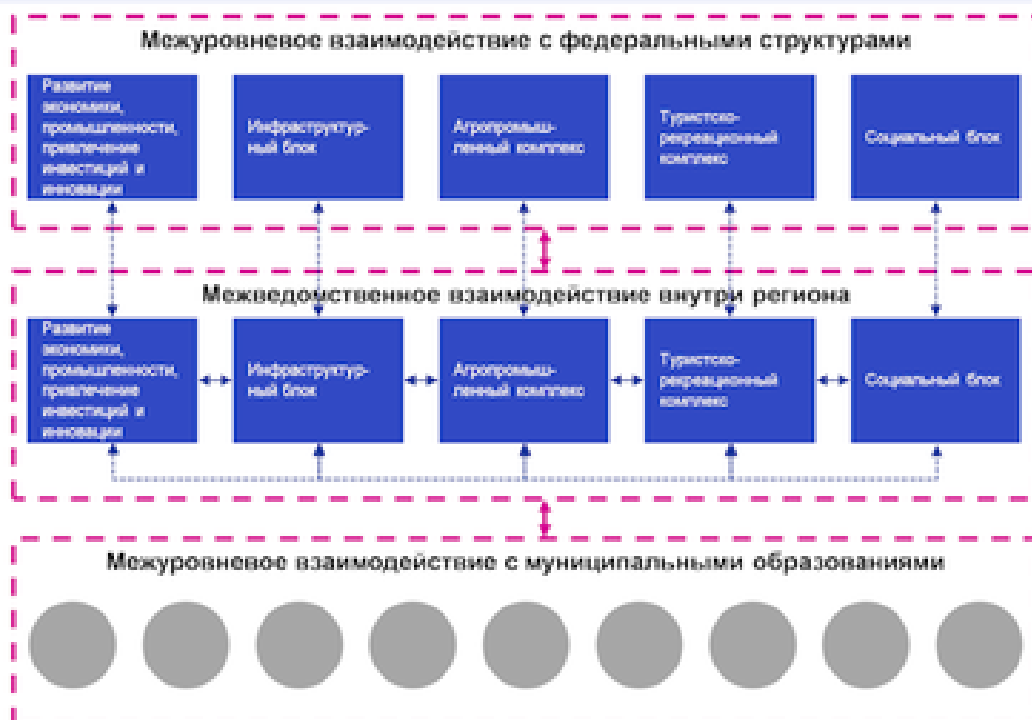 Межуровневое взаимодействие с федеральными структурами
Развитие
экономики,
промышленности,
привлечение
инвестиций и
инновации
Инфраструктур-
ный блок
Агропромыш-
ленный комплекс
Туристско-
рекреационный
комплекс
Социальный блок
Межведомственное взаимодействие внутри региона
Развитие
экономики,
промышленности,
привлечение
инвестиций и
инновации
Инфраструктур-
ный блок
Агропромыш-
ленный комплекс
Туристско-
рекреационный
комплекс
Социальный блок
Межуровневое взаимодействие с муниципальными образованиями